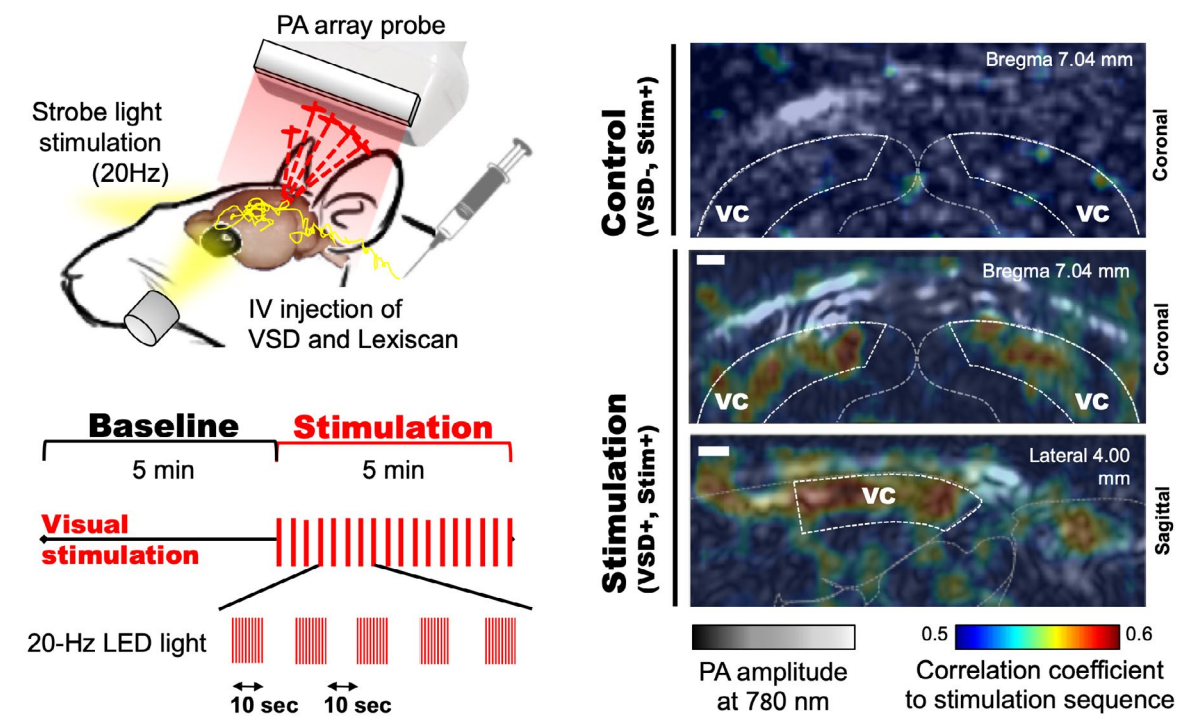 PA array probe
Strobe light
stimulation
(20Hz)
IV injection of
VSD and Lexiscan
Baseline
Stimulation
5 min
5 min
Visual
stimulation
20-Hz LED light
10 sec
10 sec
Control
(VSD-, Stim+)
Bregma 7.04 mm
VC
VC
Coronal
Stimulation
(VSD+, Stim+)
Bregma 7.04 mm
VC
VC
Coronal
Lateral 4.00
mm
VC
Sagittal
PA amplitude
at 780 nm
0.5
0.6
Correlation coefficient
to stimulation sequence